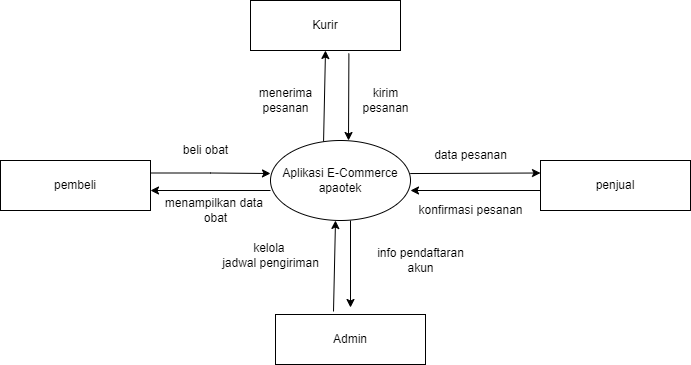 Kurir
menerima
pesanan
kirim
pesanan
beli obat
Aplikasi E-Commerce
apaotek
data pesanan
pembeli
penjual
menampilkan data
obat
konfirmasi pesanan
kelola
jadwal pengiriman
info pendaftaran
akun
Admin